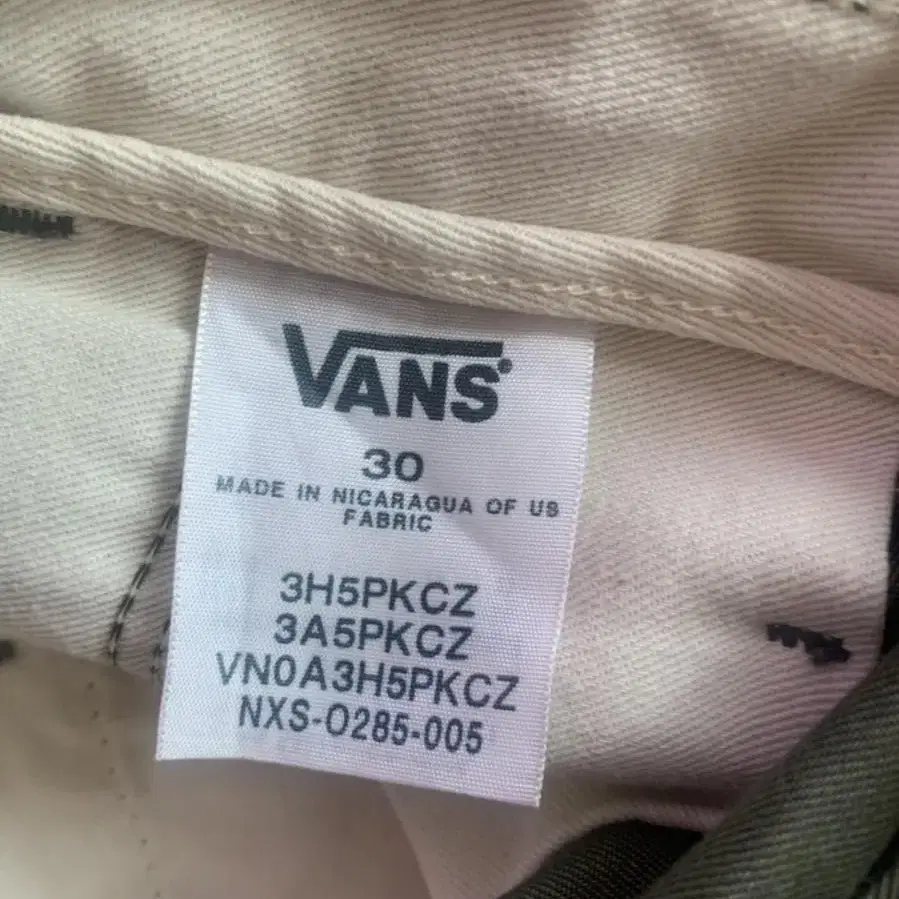 VANS
30
MADE IN NICARAGUA OF US
FABRIC
3H5PKCZ
3A5PKCZ
VN0A3H5PKCZ
NXS-0285-005